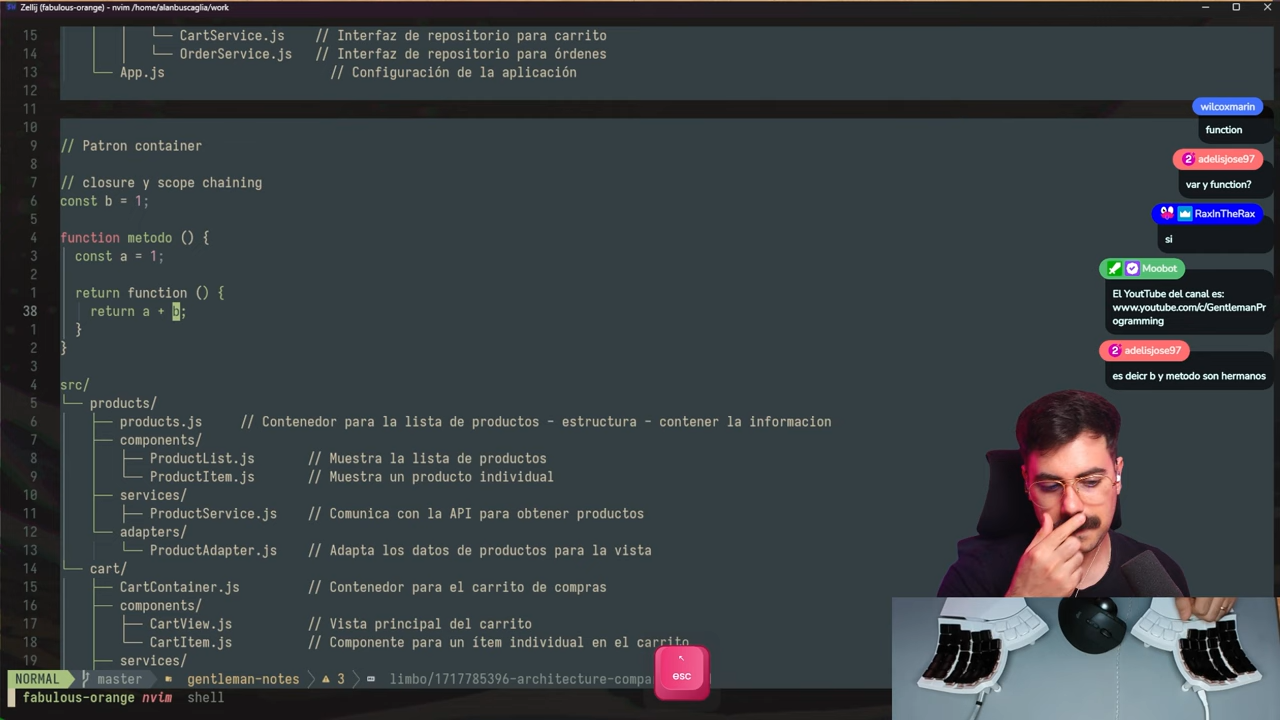 Zellij (fabulous-orange) - nvim /home/alanbuscaglia/work
15 │ │ └── CartService.js // Interfaz de repositorio para carrito
14 │ └── OrderService.js // Interfaz de repositorio para órdenes
13 └── App.js // Configuración de la aplicación
12
11
10
9 // Patron container
8
7 // closure y scope chaining
6 const b = 1;
5
4 function metodo () {
3 const a = 1;
2
1 return function () {
38 return a + b;
1 }
2 }
3
4 src/
5 └── products/
6 ├── products.js // Contenedor para la lista de productos - estructura - contener la informacion
7 ├── components/
8 │ ├── ProductList.js // Muestra la lista de productos
9 │ └── ProductItem.js // Muestra un producto individual
10 ├── services/
11 │ ├── ProductService.js // Comunica con la API para obtener productos
12 ├── adapters/
13 │ └── ProductAdapter.js // Adapta los datos de productos para la vista
14 └── cart/
15 ├── CartContainer.js // Contenedor para el carrito de compras
16 ├── components/
17 │ ├── CartView.js // Vista principal del carrito
18 │ └── CartItem.js // Componente para un ítem individual en el carrito
19 ├── services/
NORMAL master gentleman-notes 3 limbo/1717785396-architecture-compa
fabulous-orange nvim shell
esc
wilcoxmarin
function
2 adelisjose97
var y function?
RaxInTheRax
si
Moobot
El YoutTube del canal es:
www.youtube.com/c/GentlemanPr
ogramming
2 adelisjose97
es deicr b y metodo son hermanos